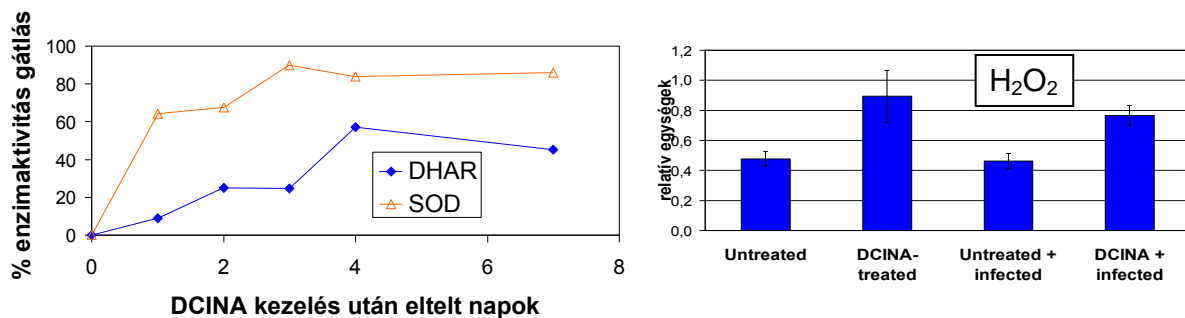 % enzimaktivitás gátlás
100
80
60
40
20
0
0 2 4 6 8
DHAR
SOD
DCINA kezelés után eltelt napok
relatív egységek
1,2
1,0
0,8
0,6
0,4
0,2
0,0
H₂O₂
Untreated
DCINA-
treated
Untreated +
infected
DCINA +
infected